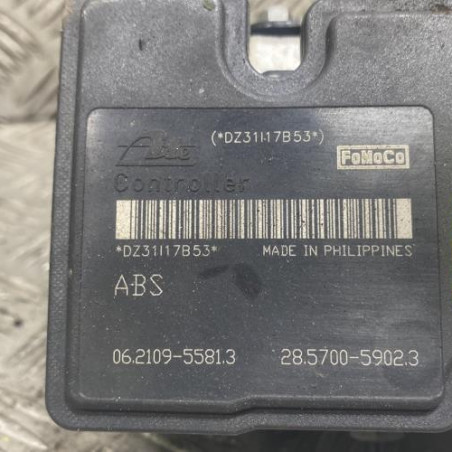 (*DZ31I17B53*)
Ate
FoMoCo
Controller
*DZ31I17B53*
MADE IN PHILIPPINES
ABS
06.2109-5581.3
28.5700-5902.3